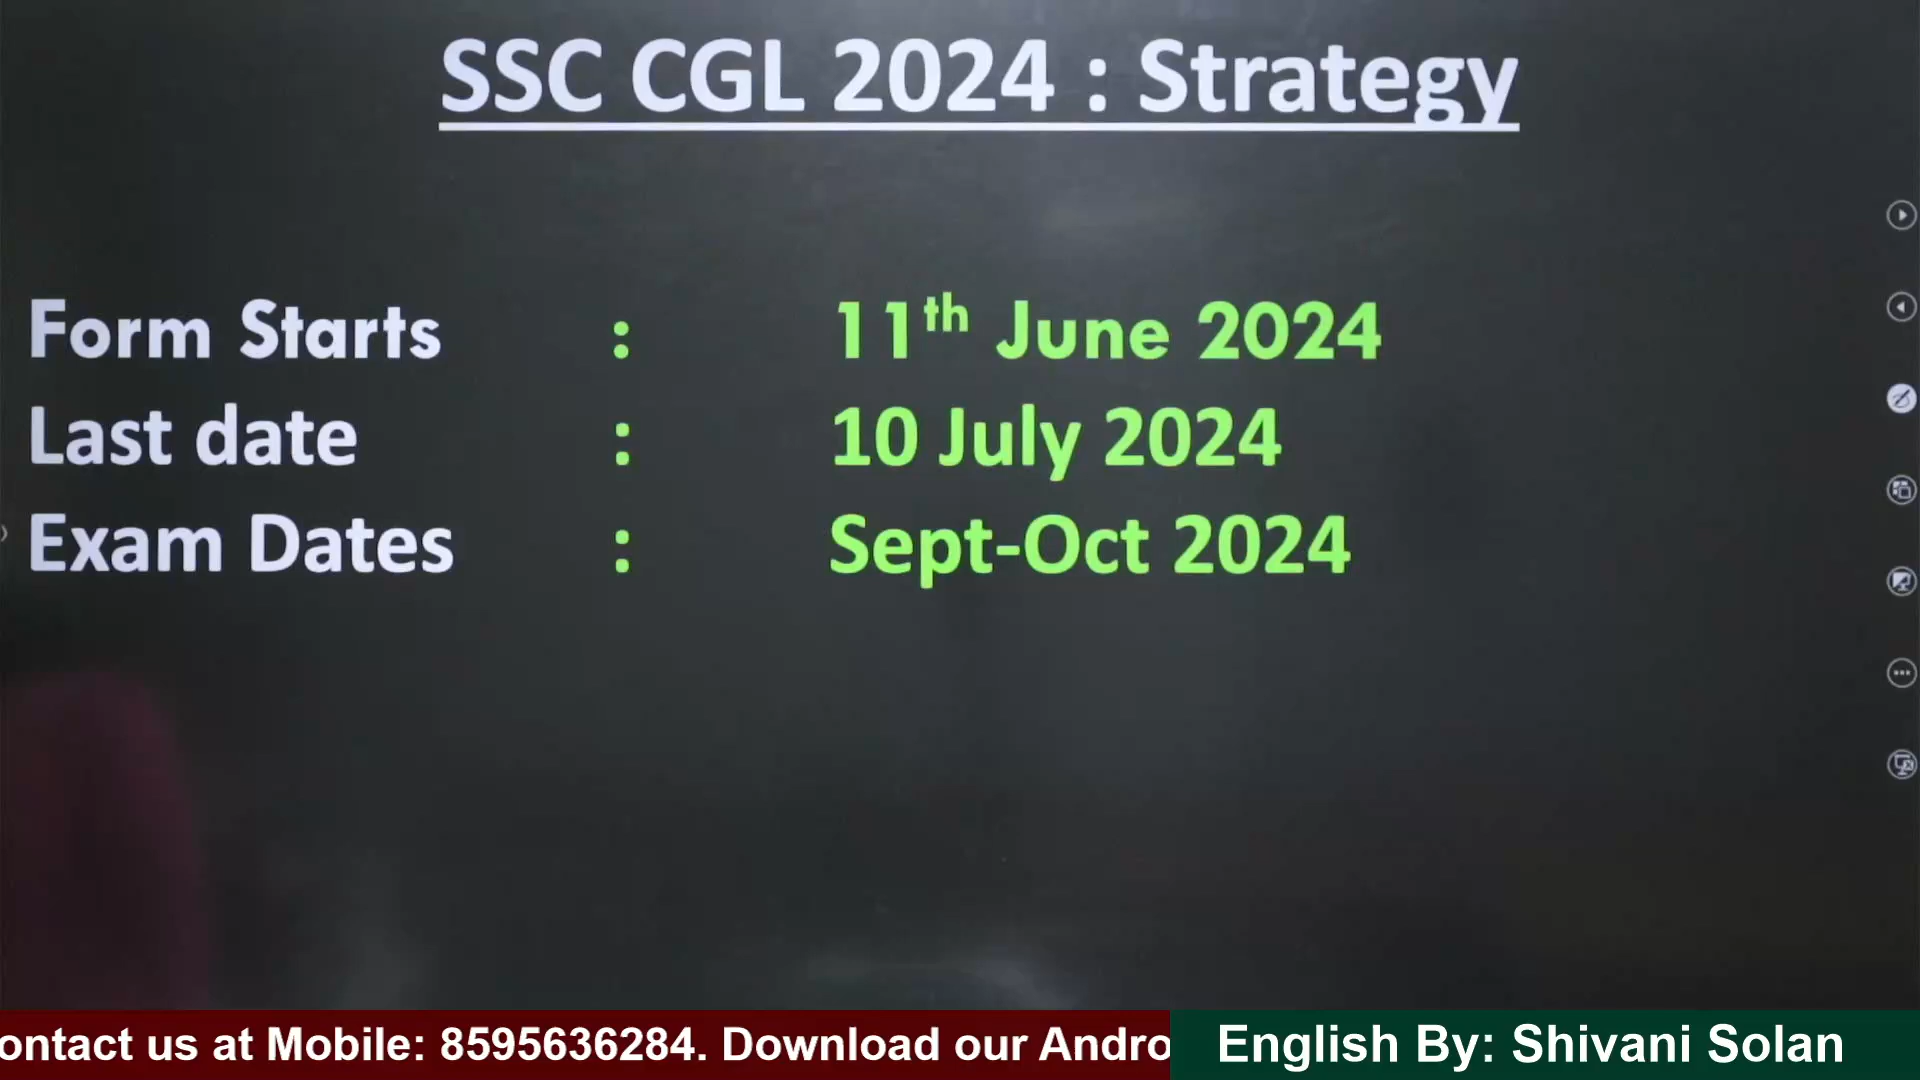 SSC CGL 2024 : Strategy
Form Starts : 11th June 2024
Last date : 10 July 2024
Exam Dates : Sept-Oct 2024
ontact us at Mobile: 8595636284. Download our Andro
English By: Shivani Solan